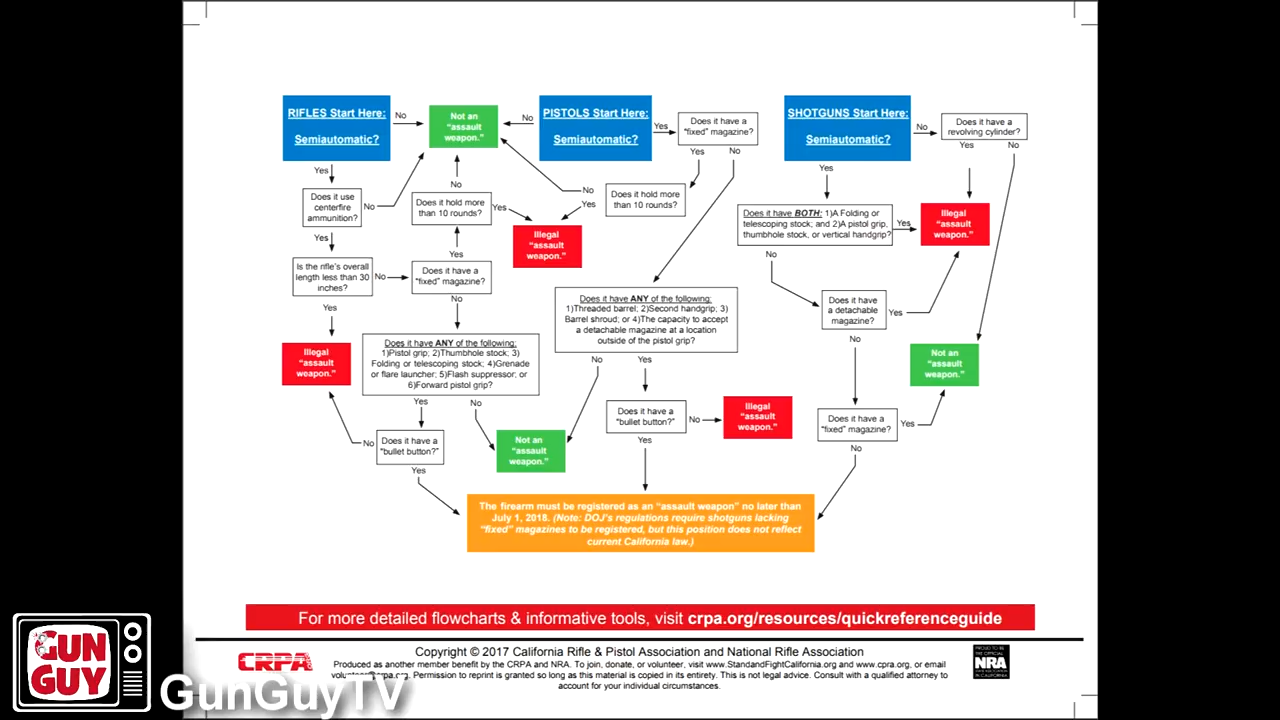 RIFLES Start Here:
Semiautomatic?
No
Not an
"assault
weapon."
No
PISTOLS Start Here:
Semiautomatic?
Yes
Does it have a
"fixed" magazine?
SHOTGUNS Start Here:
Semiautomatic?
No
Does it have a
revolving cylinder?
Yes
No
Yes
No
Yes
Yes
Does it use
centerfire
ammunition?
No
No
Does it hold more
than 10 rounds?
Yes
No
Yes
Does it hold more
than 10 rounds?
Illegal
"assault
weapon."
Does it have BOTH: 1)A Folding or
telescoping stock; and 2)A pistol grip,
thumbhole stock, or vertical handgrip?
Yes
Illegal
"assault
weapon."
Yes
Yes
No
Is the rifle's overall
length less than 30
inches?
No
Does it have a
"fixed" magazine?
Yes
No
Does it have ANY of the following:
1)Threaded barrel; 2)Second handgrip; 3)
Barrel shroud; or 4)The capacity to accept
a detachable magazine at a location
outside of the pistol grip?
Does it have
a detachable
magazine?
Yes
No
Illegal
"assault
weapon."
Does it have ANY of the following:
1)Pistol grip; 2)Thumbhole stock; 3)
Folding or telescoping stock; 4)Grenade
or flare launcher; 5)Flash suppressor; or
6)Forward pistol grip?
No
Yes
Not an
"assault
weapon."
Yes
No
Does it have a
"bullet button?"
No
Illegal
"assault
weapon."
Does it have a
"fixed" magazine?
Yes
No
Does it have a
"bullet button?"
Not an
"assault
weapon."
Yes
No
Yes
The firearm must be registered as an "assault weapon" no later than
July 1, 2018. (Note: DOJ's regulations require shotguns lacking
"fixed" magazines to be registered, but this position does not reflect
current California law.)
For more detailed flowcharts & informative tools, visit crpa.org/resources/quickreferenceguide
CRPA
Copyright © 2017 California Rifle & Pistol Association and National Rifle Association
Produced as another member benefit by the CRPA and NRA. To join, donate, or volunteer, visit www.StandandFightCalifornia.org and www.crpa.org, or email
volunteer@crpa.org. Permission to reprint is granted so long as this material is copied in its entirety. This is not legal advice. Consult with a qualified attorney to
account for your individual circumstances.
PROUD TO BE
THE OFFICIAL
NRA
STATE ASSOCIATION
IN CALIFORNIA
GUN
GUY
GunGuyTV